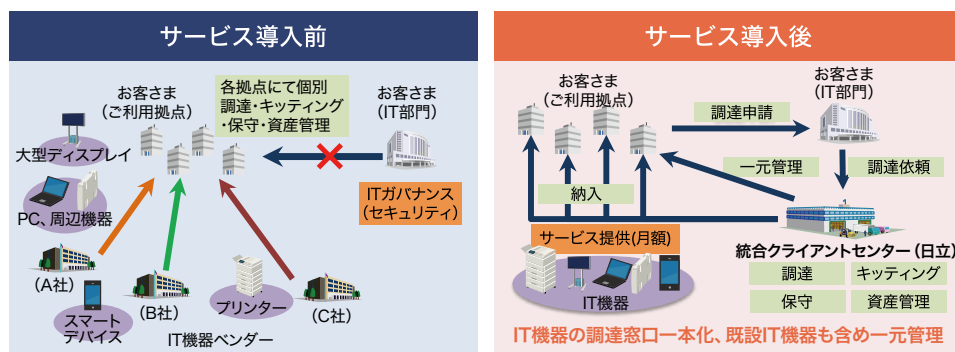 サービス導入前
お客さま
（ご利用拠点）
各拠点にて個別
調達・キッティング
・保守・資産管理
お客さま
（IT部門）
大型ディスプレイ
ITガバナンス
（セキュリティ）
PC、周辺機器
（A社）
スマート
デバイス
（B社）
プリンター
（C社）
IT機器ベンダー
サービス導入後
お客さま
（ご利用拠点）
調達申請
お客さま
（IT部門）
一元管理
調達依頼
納入
サービス提供(月額)
IT機器
統合クライアントセンター（日立）
調達
キッティング
保守
資産管理
IT機器の調達窓口一本化、既設IT機器も含め一元管理